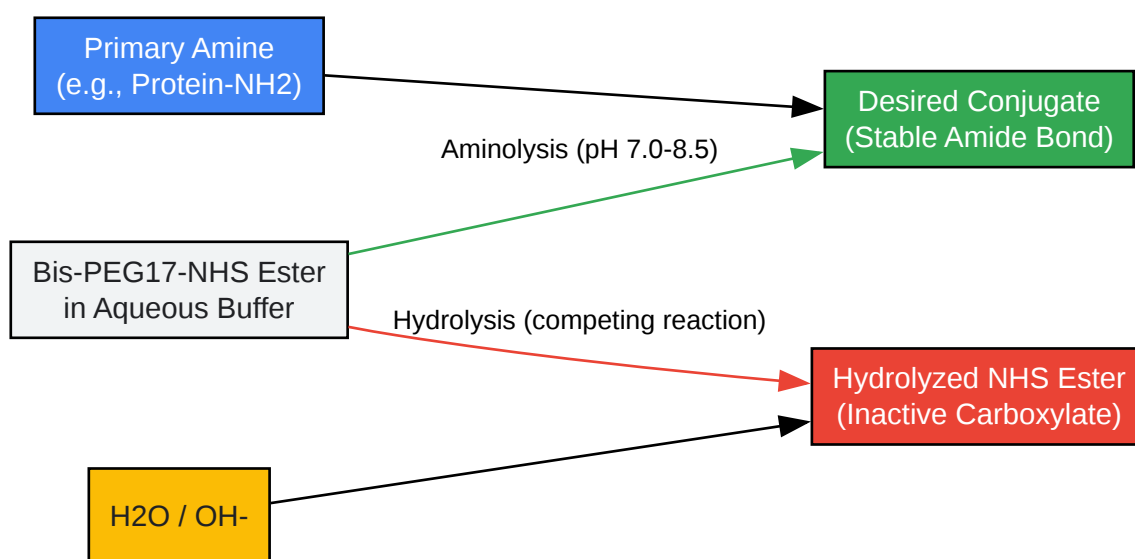 Primary Amine
(e.g., Protein-NH2)
Desired Conjugate
(Stable Amide Bond)
Aminolysis (pH 7.0-8.5)
Bis-PEG17-NHS Ester
in Aqueous Buffer
Hydrolysis (competing reaction)
Hydrolyzed NHS Ester
(Inactive Carboxylate)
H2O / OH-